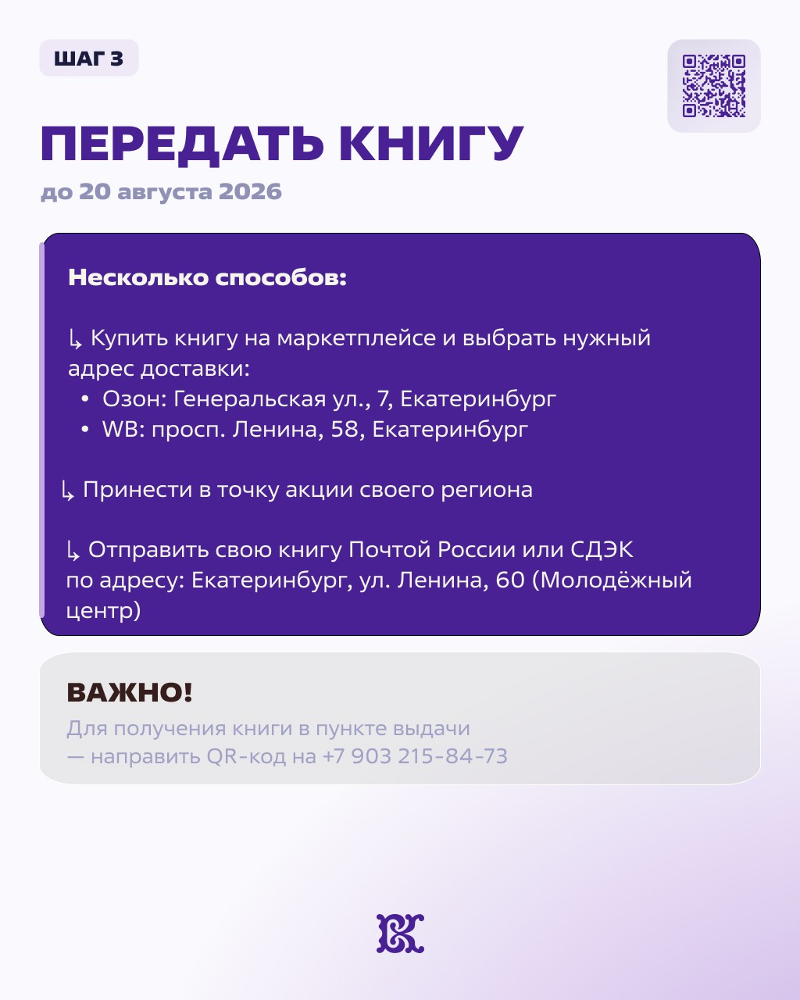 ШАГ 3
ПЕРЕДАТЬ КНИГУ
до 20 августа 2026
Несколько способов:
↳ Купить книгу на маркетплейсе и выбрать нужный
адрес доставки:
• Озон: Генеральская ул., 7, Екатеринбург
• WB: просп. Ленина, 58, Екатеринбург
↳ Принести в точку акции своего региона
↳ Отправить свою книгу Почтой России или СДЭК
по адресу: Екатеринбург, ул. Ленина, 60 (Молодёжный
центр)
ВАЖНО!
Для получения книги в пункте выдачи
— направить QR-код на +7 903 215-84-73